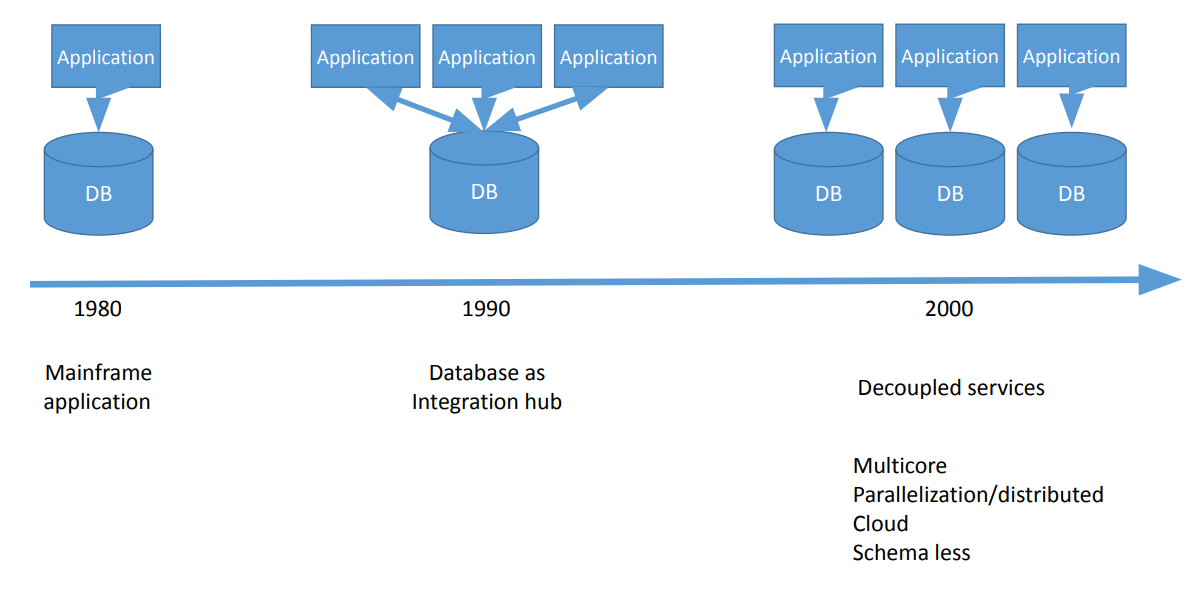 Application
Application
Application
Application
Application
Application
Application
DB
DB
DB
DB
DB
1980
1990
2000
Mainframe
application
Database as
Integration hub
Decoupled services
Multicore
Parallelization/distributed
Cloud
Schema less